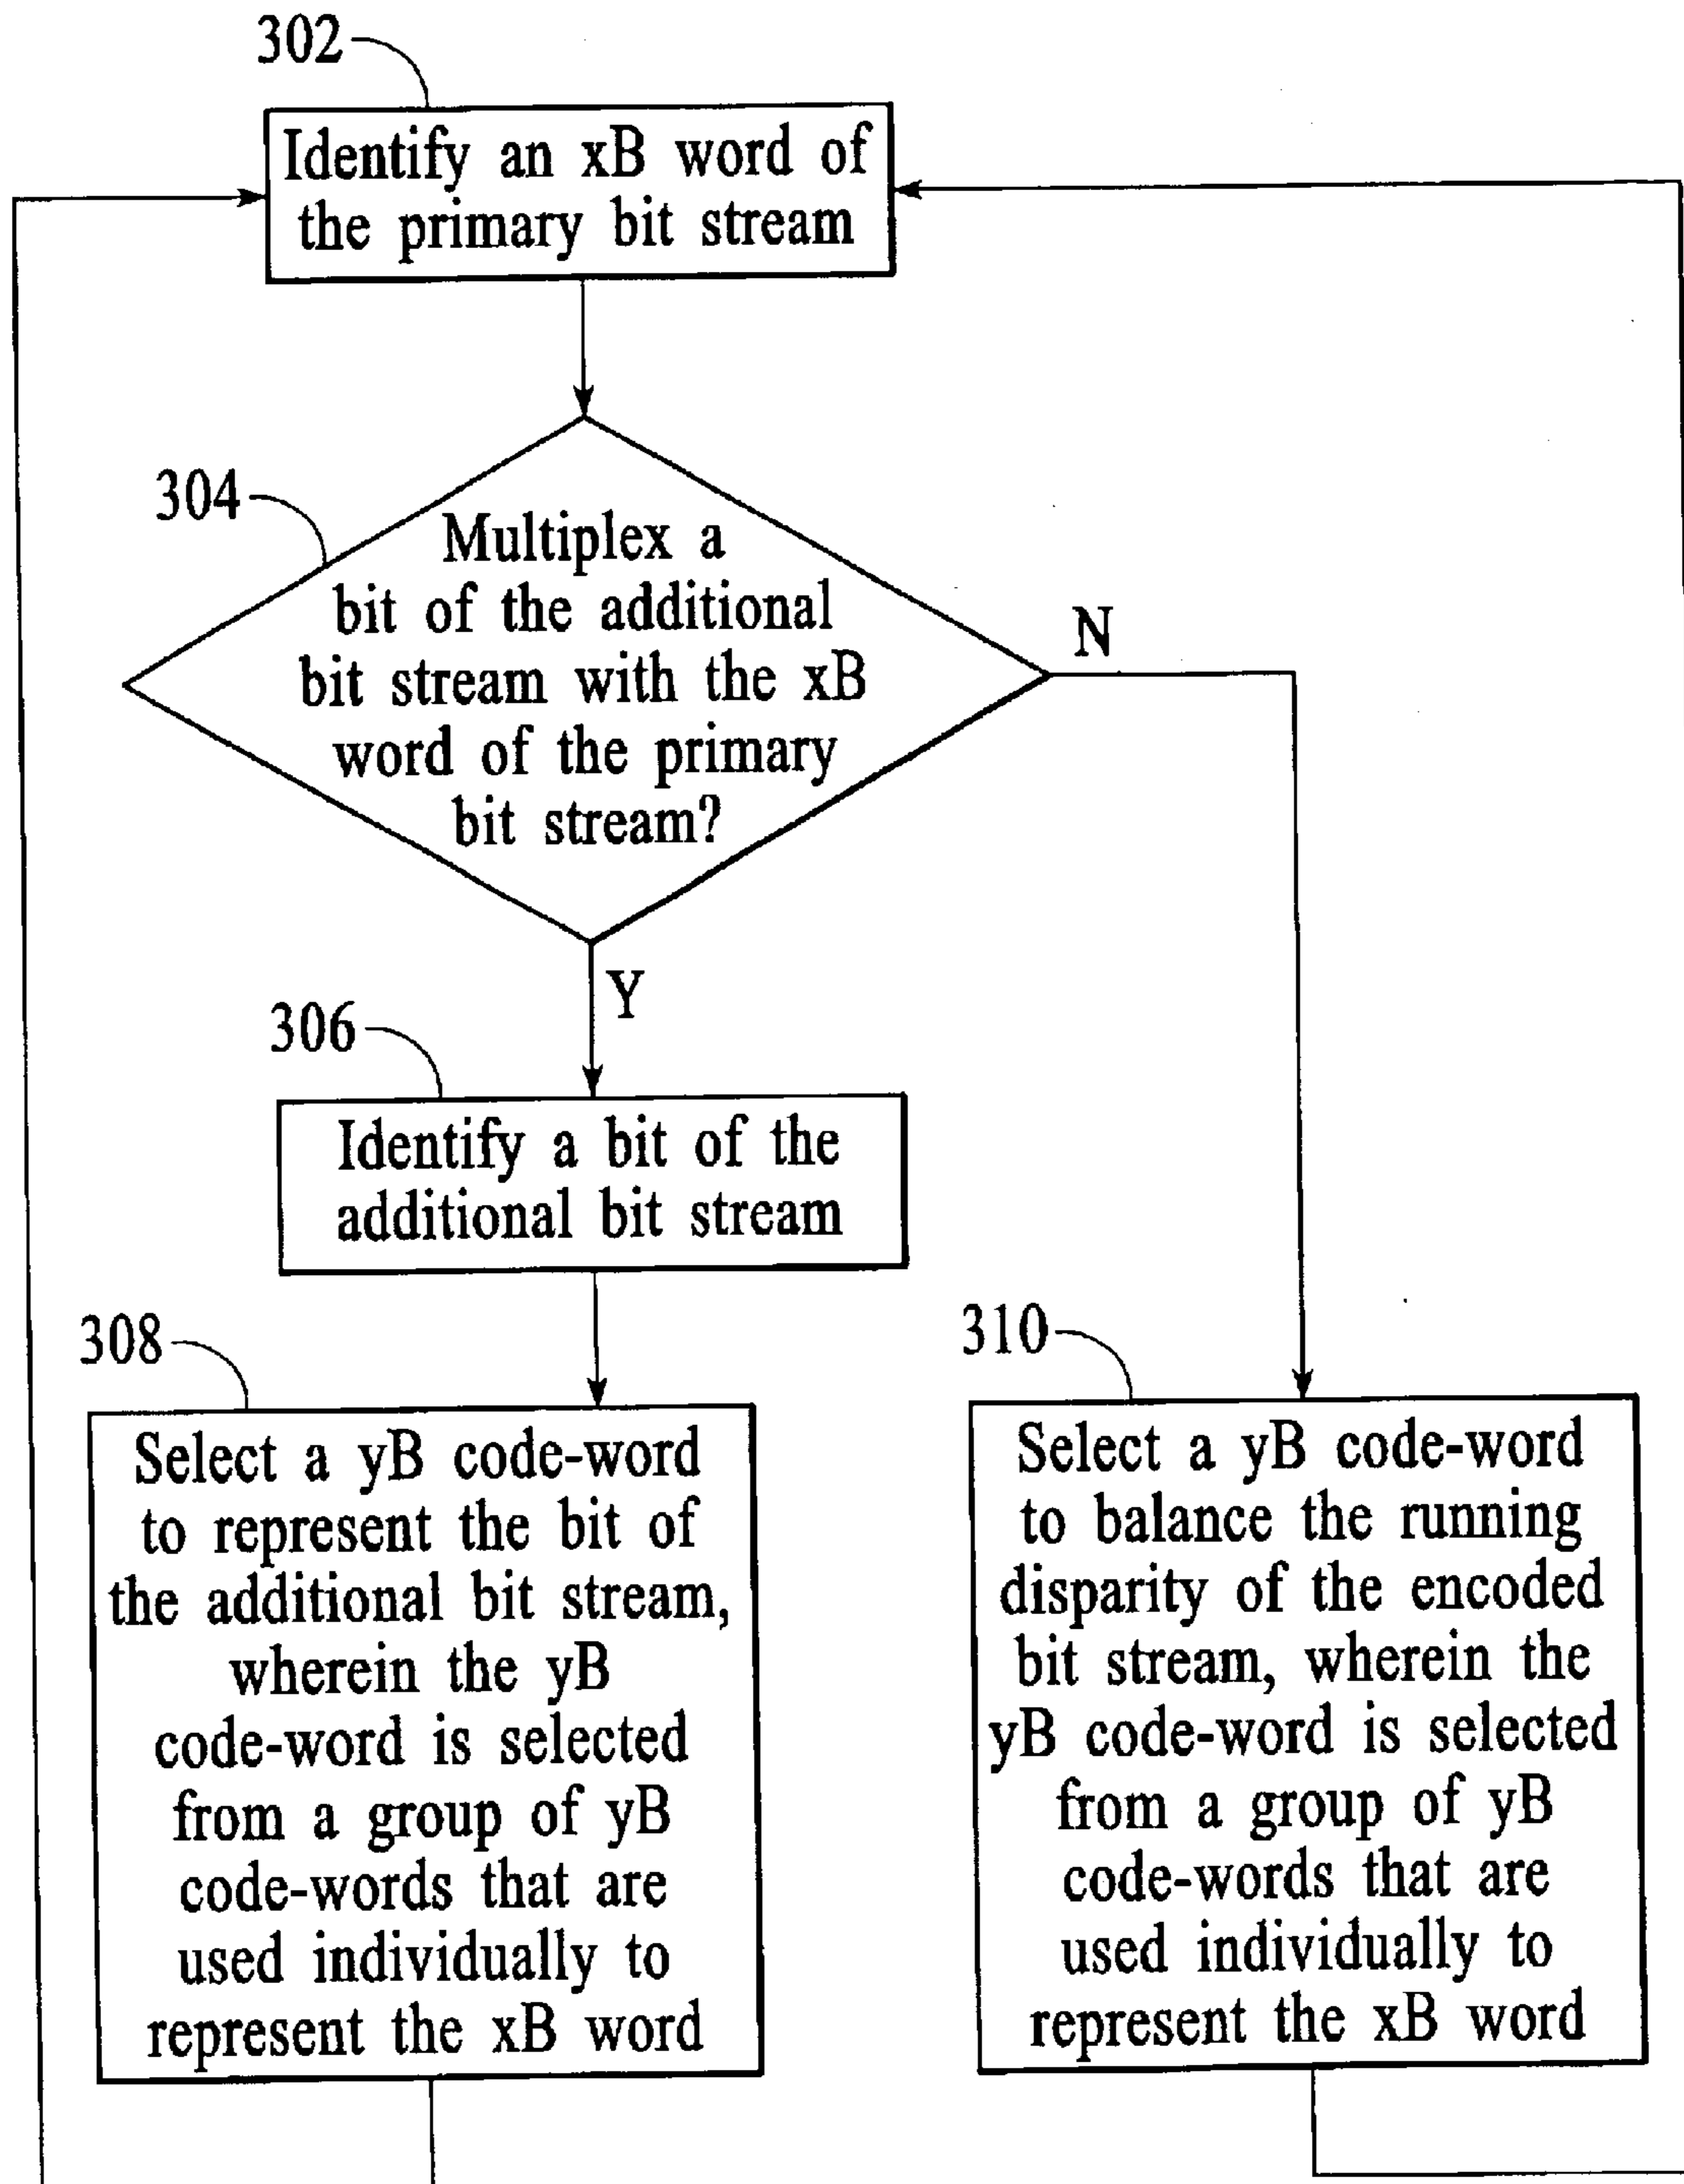 302
Identify an xB word of
the primary bit stream
304
Multiplex a
bit of the additional
bit stream with the xB
word of the primary
bit stream?
N
Y
306
Identify a bit of the
additional bit stream
308
Select a yB code-word
to represent the bit of
the additional bit stream,
wherein the yB
code-word is selected
from a group of yB
code-words that are
used individually to
represent the xB word
310
Select a yB code-word
to balance the running
disparity of the encoded
bit stream, wherein the
yB code-word is selected
from a group of yB
code-words that are
used individually to
represent the xB word